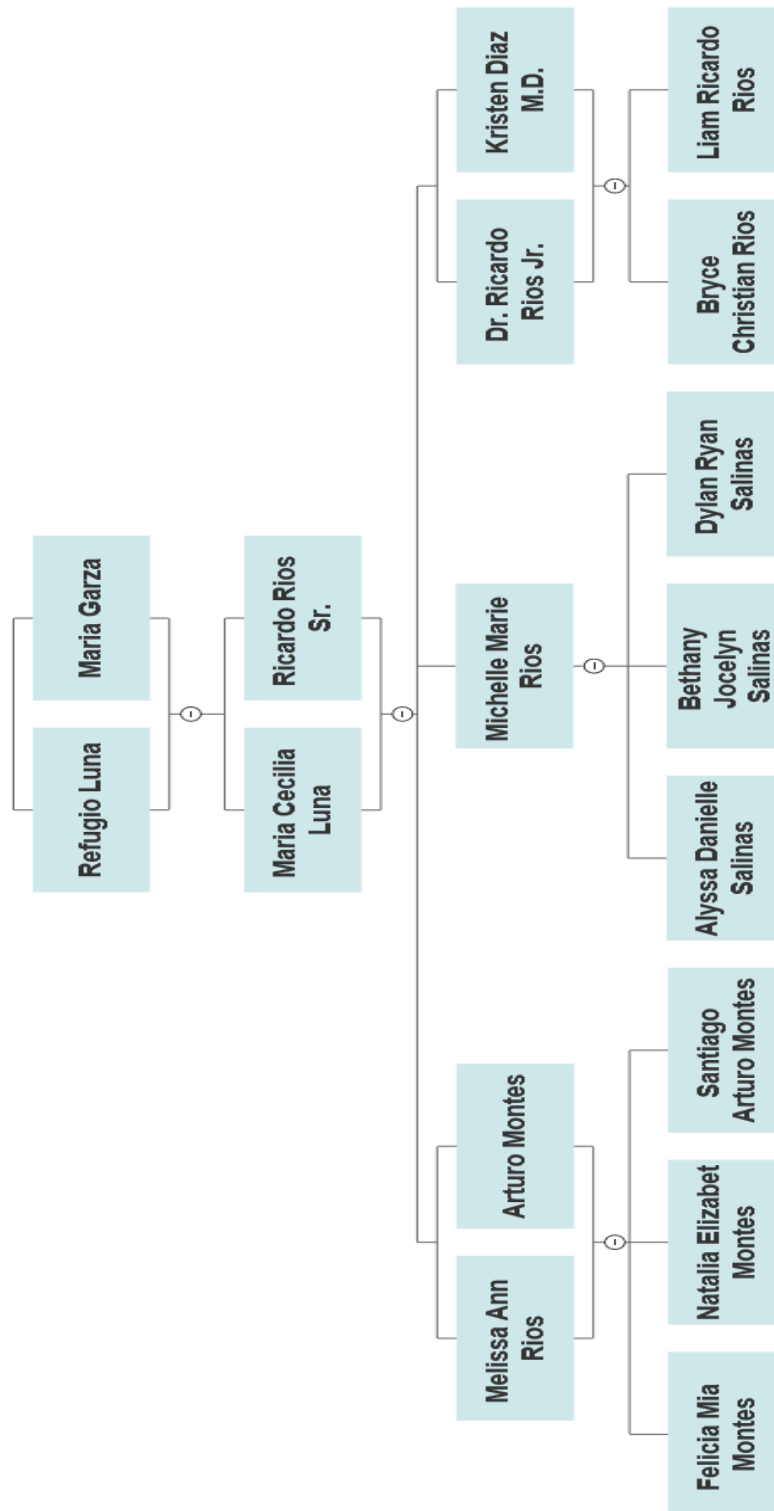 Refugio Luna
Maria Garza
Maria Cecilia
Luna
Ricardo Rios
Sr.
Melissa Ann
Rios
Arturo Montes
Michelle Marie
Rios
Dr. Ricardo
Rios Jr.
Kristen Diaz
M.D.
Felicia Mia
Montes
Natalia Elizabet
Montes
Santiago
Arturo Montes
Alyssa Danielle
Salinas
Bethany
Jocelyn
Salinas
Dylan Ryan
Salinas
Bryce
Christian Rios
Liam Ricardo
Rios